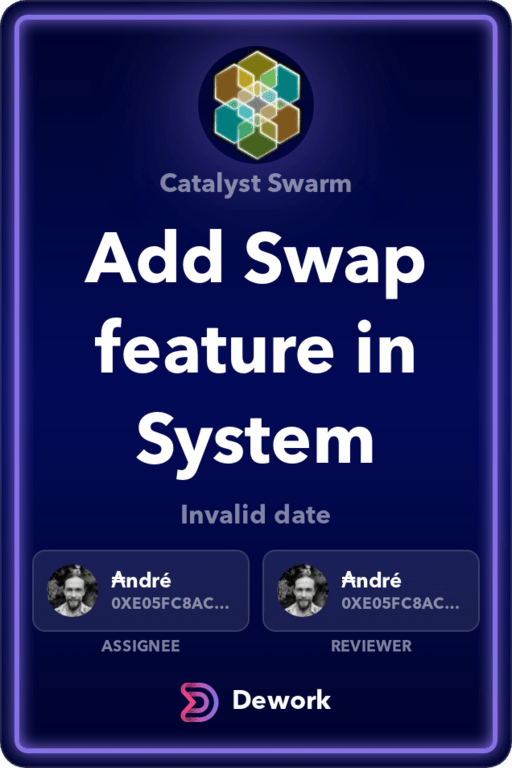 Catalyst Swarm
Add Swap
feature in
System
Invalid date
₳ndré
0XE05FC8AC...
₳ndré
0XE05FC8AC...
ASSIGNEE
REVIEWER
Dework